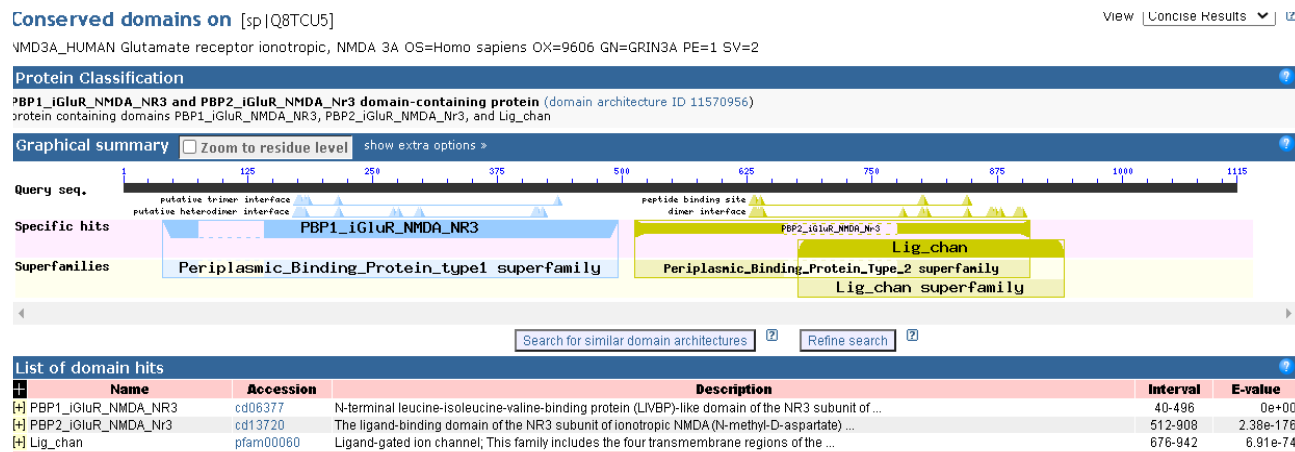 Conserved domains on [sp|Q8TCU5]
View Concise Results
NMD3A_HUMAN Glutamate receptor ionotropic, NMDA 3A OS=Homo sapiens OX=9606 GN=GRIN3A PE=1 SV=2
Protein Classification
PBP1_iGluR_NMDA_NR3 and PBP2_iGluR_NMDA_Nr3 domain-containing protein (domain architecture ID 11570956)
protein containing domains PBP1_iGluR_NMDA_NR3, PBP2_iGluR_NMDA_Nr3, and Lig_chan
Graphical summary Zoom to residue level show extra options »
1 125 250 375 500 625 750 875 1000 1115
Query seq.
putative trimer interface peptide binding site
putative heterodimer interface dimer interface
Specific hits PBP1_iGluR_NMDA_NR3 PBP2_iGluR_NMDA_Nr3
Lig_chan
Superfamilies Periplasmic_Binding_Protein_type1 superfamily Periplasmic_Binding_Protein_Type_2 superfamily
Lig_chan superfamily
Search for similar domain architectures ? Refine search ?
List of domain hits
+ Name Accession Description Interval E-value
[+] PBP1_iGluR_NMDA_NR3 cd06377 N-terminal leucine-isoleucine-valine-binding protein (LIVBP)-like domain of the NR3 subunit of ... 40-496 0e+00
[+] PBP2_iGluR_NMDA_Nr3 cd13720 The ligand-binding domain of the NR3 subunit of ionotropic NMDA (N-methyl-D-aspartate) ... 512-908 2.38e-176
[+] Lig_chan pfam00060 Ligand-gated ion channel; This family includes the four transmembrane regions of the ... 676-942 6.91e-74